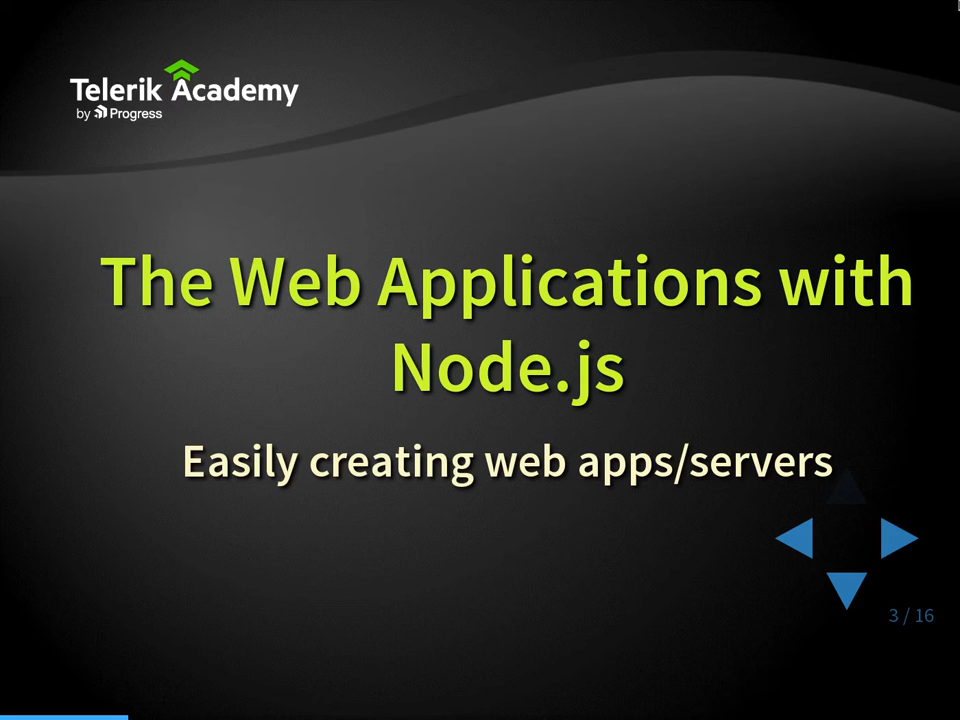 Telerik Academy
by Progress
The Web Applications with
Node.js
Easily creating web apps/servers
3 / 16